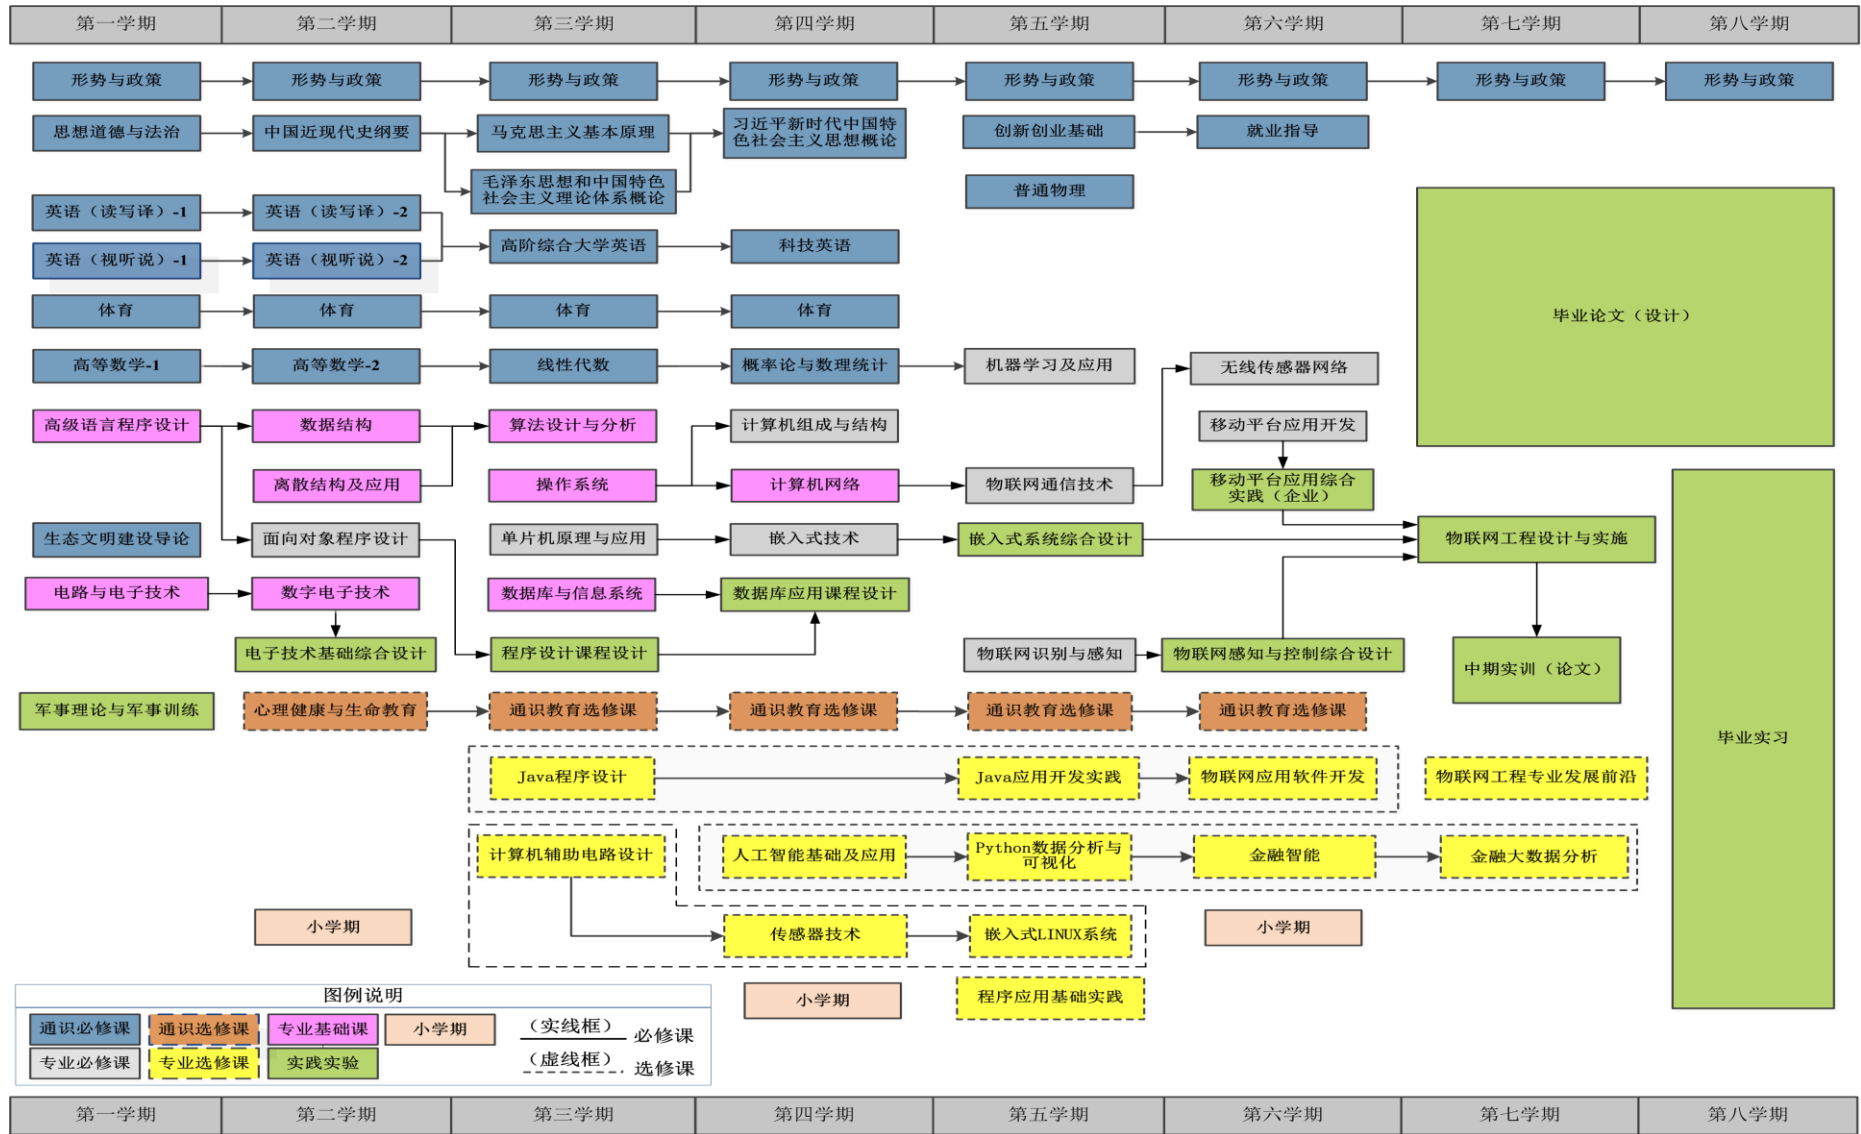 第一学期
第二学期
第三学期
第四学期
第五学期
第六学期
第七学期
第八学期
形势与政策
形势与政策
形势与政策
形势与政策
形势与政策
形势与政策
形势与政策
形势与政策
思想道德与法治
中国近现代史纲要
马克思主义基本原理
习近平新时代中国特
色社会主义思想概论
创新创业基础
就业指导
毛泽东思想和中国特色
社会主义理论体系概论
普通物理
英语（读写译）-1
英语（读写译）-2
英语（视听说）-1
英语（视听说）-2
高阶综合大学英语
科技英语
体育
体育
体育
体育
毕业论文（设计）
高等数学-1
高等数学-2
线性代数
概率论与数理统计
机器学习及应用
无线传感器网络
高级语言程序设计
数据结构
算法设计与分析
计算机组成与结构
移动平台应用开发
离散结构及应用
操作系统
计算机网络
物联网通信技术
移动平台应用综合
实践（企业）
生态文明建设导论
面向对象程序设计
单片机原理与应用
嵌入式技术
嵌入式系统综合设计
物联网工程设计与实施
电路与电子技术
数字电子技术
数据库与信息系统
数据库应用课程设计
电子技术基础综合设计
程序设计课程设计
物联网识别与感知
物联网感知与控制综合设计
中期实训（论文）
军事理论与军事训练
心理健康与生命教育
通识教育选修课
通识教育选修课
通识教育选修课
通识教育选修课
毕业实习
Java程序设计
Java应用开发实践
物联网应用软件开发
物联网工程专业发展前沿
计算机辅助电路设计
人工智能基础及应用
Python数据分析与
可视化
金融智能
金融大数据分析
小学期
传感器技术
嵌入式LINUX系统
小学期
小学期
程序应用基础实践
图例说明
通识必修课
通识选修课
专业基础课
小学期
（实线框）
必修课
专业必修课
专业选修课
实践实验
（虚线框）
选修课
第一学期
第二学期
第三学期
第四学期
第五学期
第六学期
第七学期
第八学期